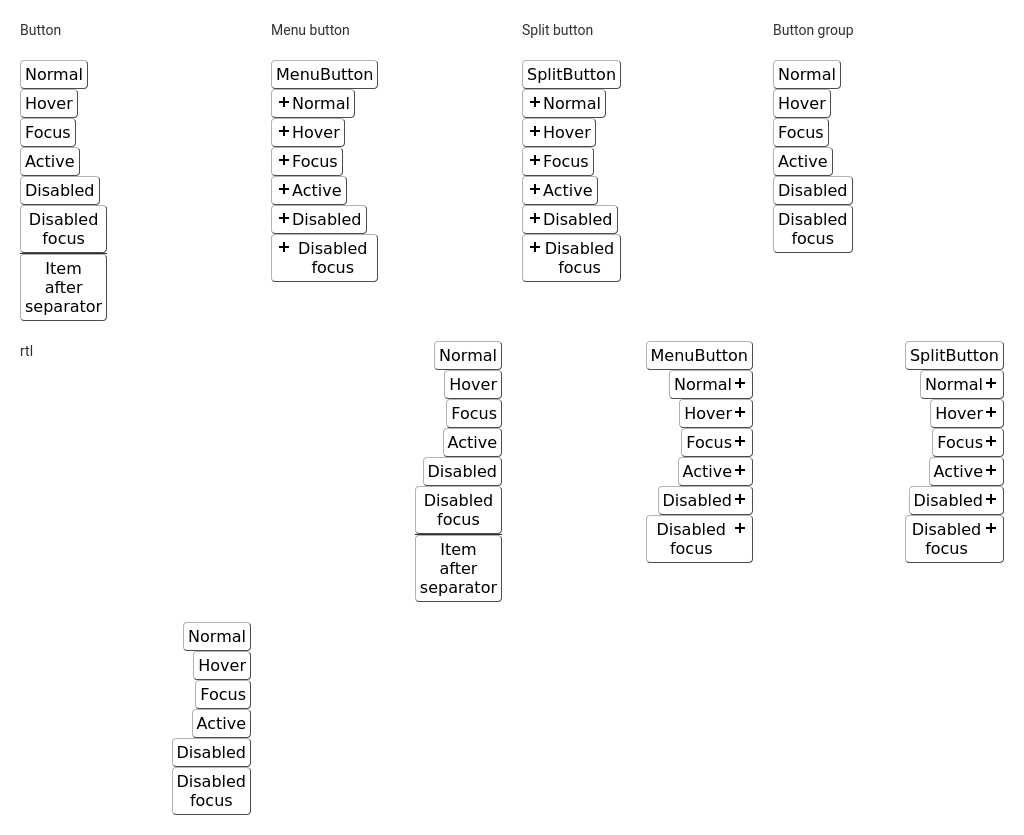 Button
Normal
Hover
Focus
Active
Disabled
Disabled
focus
Item
after
separator
Menu button
MenuButton
Normal
Hover
Focus
Active
Disabled
Disabled
focus
Split button
SplitButton
Normal
Hover
Focus
Active
Disabled
Disabled
focus
Button group
Normal
Hover
Focus
Active
Disabled
Disabled
focus
rtl
Normal
Hover
Focus
Active
Disabled
Disabled
focus
Item
after
separator
MenuButton
Normal
Hover
Focus
Active
Disabled
Disabled
focus
SplitButton
Normal
Hover
Focus
Active
Disabled
Disabled
focus
Normal
Hover
Focus
Active
Disabled
Disabled
focus